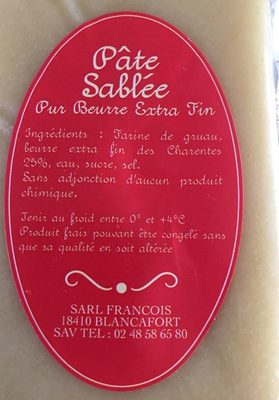 Pâte
Sablée
Pur Beurre Extra Fin
Ingrédients : Farine de gruau,
beurre extra fin des Charentes
25%, eau, sucre, sel.
Sans adjonction d'aucun produit
chimique.
Tenir au froid entre 0° et +4°C
Produit frais pouvant être congelé sans
que sa qualité en soit altérée
SARL FRANCOIS
18410 BLANCAFORT
SAV TEL : 02 48 58 65 80